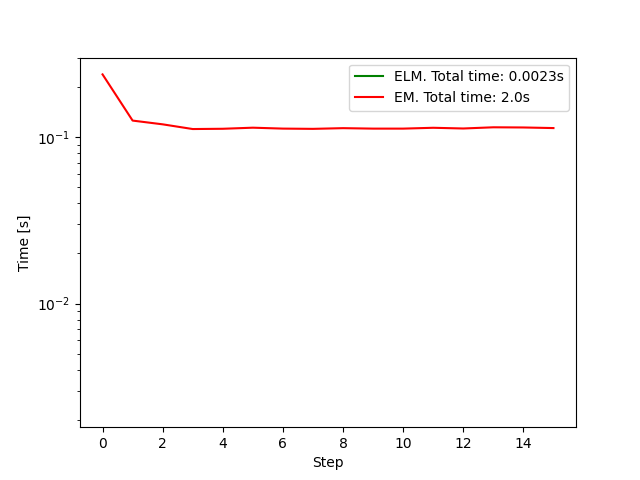 ELM. Total time: 0.0023s
EM. Total time: 2.0s
10⁻¹
10⁻²
Time [s]
0 2 4 6 8 10 12 14
Step